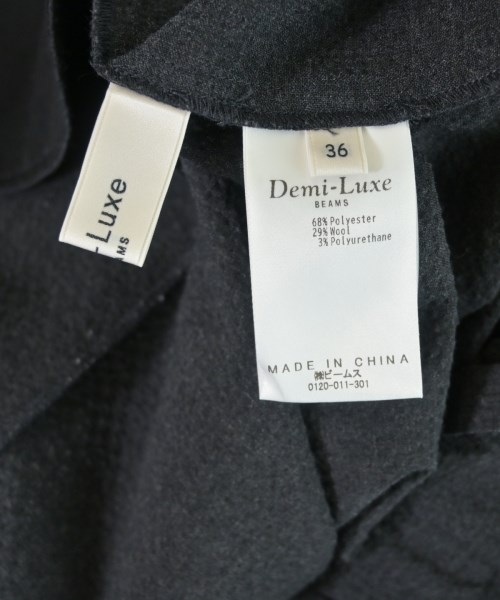 -Luxe
EAMS
36
Demi-Luxe
BEAMS
68% Polyester
29% Wool
3% Polyurethane
MADE IN CHINA
㈱ビームス
0120-011-301